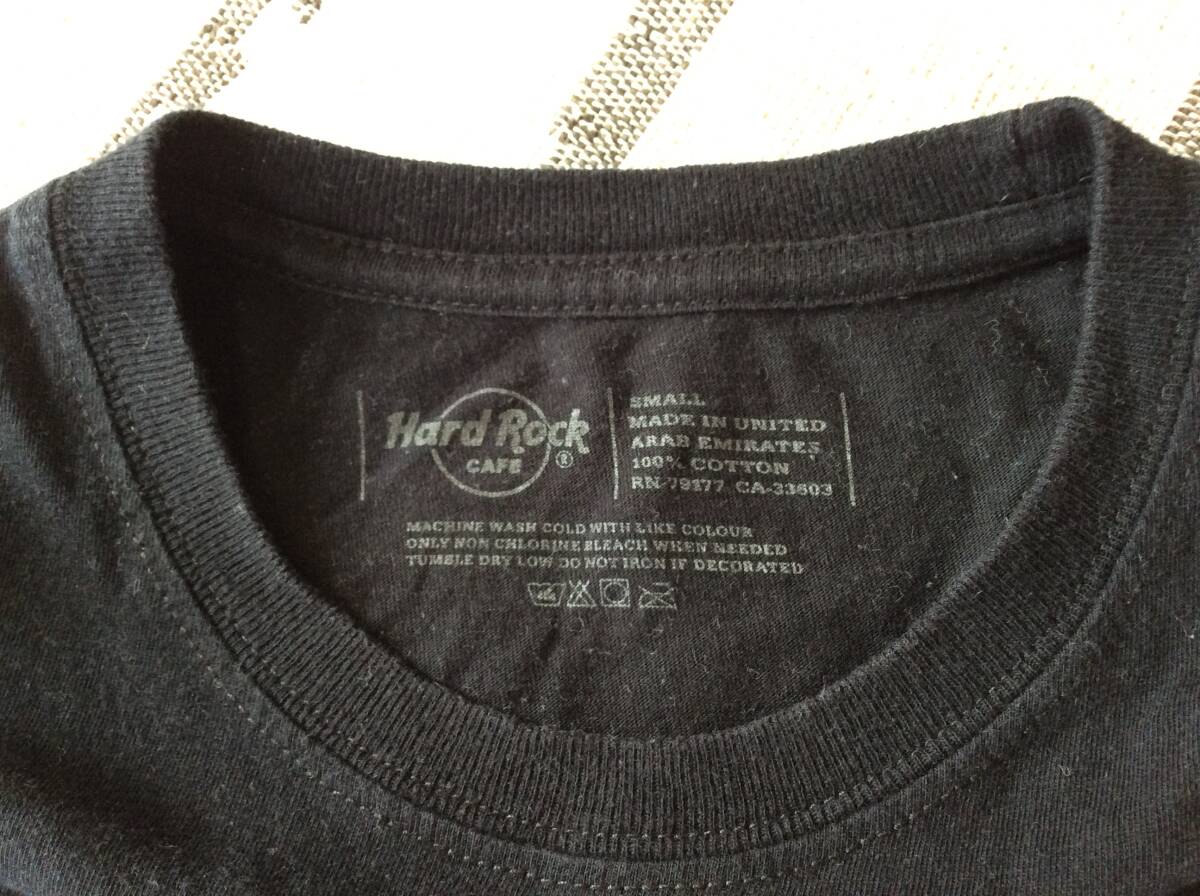 Hard Rock
CAFE ®
SMALL
MADE IN UNITED
ARAB EMIRATES
100% COTTON
RN-79177 CA-33603
MACHINE WASH COLD WITH LIKE COLOUR
ONLY NON CHLORINE BLEACH WHEN NEEDED
TUMBLE DRY LOW DO NOT IRON IF DECORATED